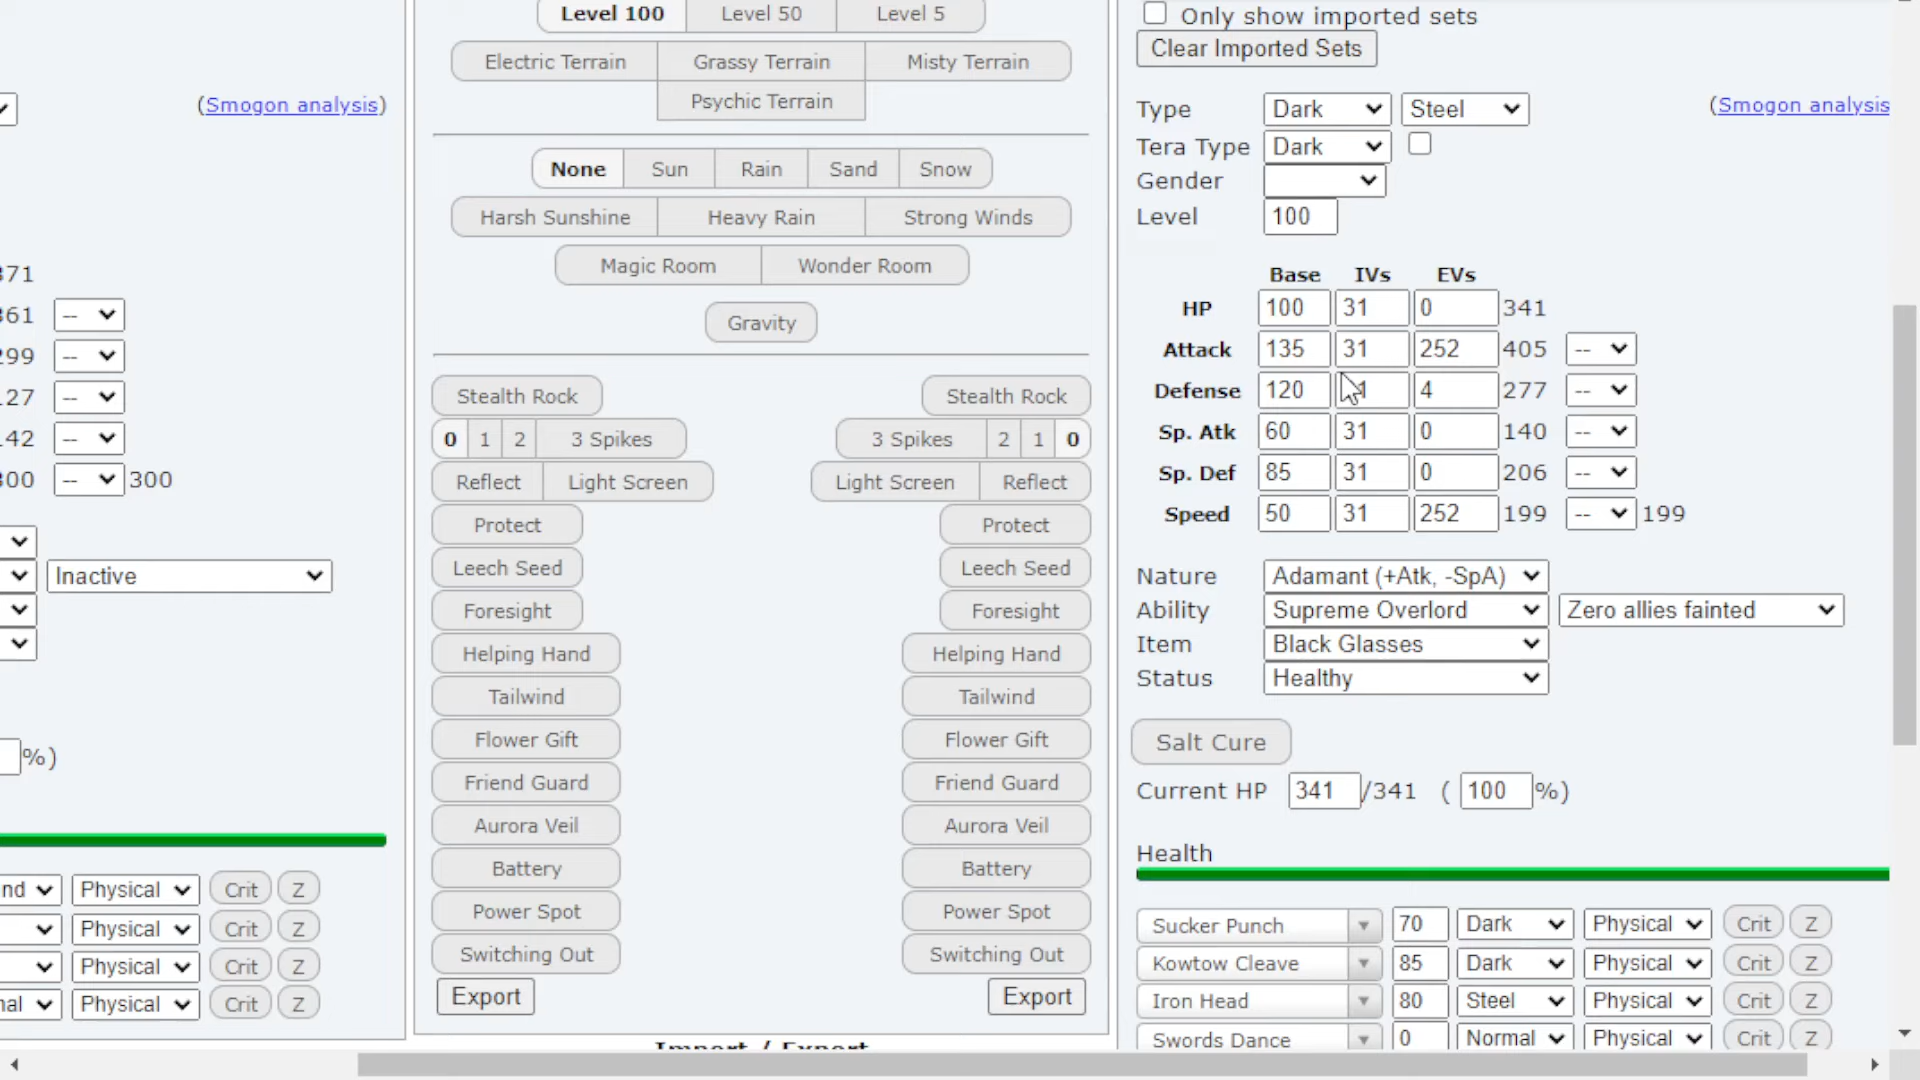 (Smogon analysis)
371
361 --
299 --
127 --
142 --
300 -- 300
Inactive
%)
nd Physical Crit Z
Physical Crit Z
Physical Crit Z
nal Physical Crit Z
Level 100 Level 50 Level 5
Electric Terrain Grassy Terrain Misty Terrain
Psychic Terrain
None Sun Rain Sand Snow
Harsh Sunshine Heavy Rain Strong Winds
Magic Room Wonder Room
Gravity
Stealth Rock Stealth Rock
0 1 2 3 Spikes 3 Spikes 2 1 0
Reflect Light Screen Light Screen Reflect
Protect Protect
Leech Seed Leech Seed
Foresight Foresight
Helping Hand Helping Hand
Tailwind Tailwind
Flower Gift Flower Gift
Friend Guard Friend Guard
Aurora Veil Aurora Veil
Battery Battery
Power Spot Power Spot
Switching Out Switching Out
Export Export
Import / Export
Only show imported sets
Clear Imported Sets
Type Dark Steel (Smogon analysis
Tera Type Dark
Gender
Level 100
Base IVs EVs
HP 100 31 0 341
Attack 135 31 252 405 --
Defense 120 1 4 277 --
Sp. Atk 60 31 0 140 --
Sp. Def 85 31 0 206 --
Speed 50 31 252 199 -- 199
Nature Adamant (+Atk, -SpA)
Ability Supreme Overlord Zero allies fainted
Item Black Glasses
Status Healthy
Salt Cure
Current HP 341 /341 ( 100 %)
Health
Sucker Punch 70 Dark Physical Crit Z
Kowtow Cleave 85 Dark Physical Crit Z
Iron Head 80 Steel Physical Crit Z
Swords Dance 0 Normal Physical Crit Z